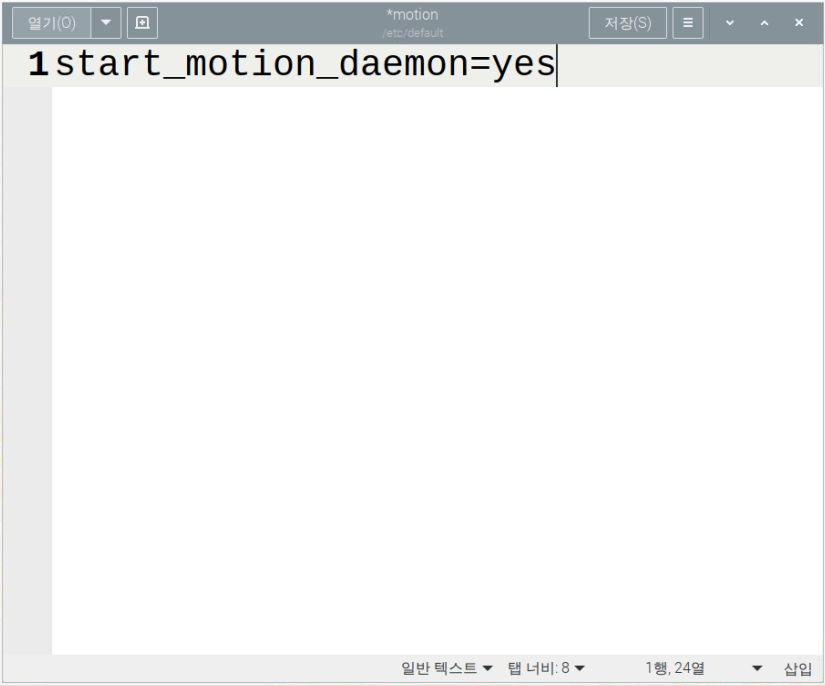 열기(O)
*motion
/etc/default
저장(S)
1 start_motion_daemon=yes
일반 텍스트 탭 너비: 8 1행, 24열 삽입